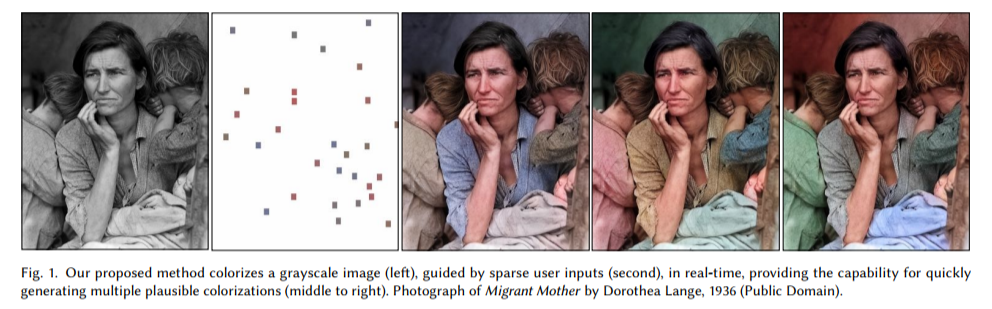 Fig. 1. Our proposed method colorizes a grayscale image (left), guided by sparse user inputs (second), in real-time, providing the capability for quickly
generating multiple plausible colorizations (middle to right). Photograph of Migrant Mother by Dorothea Lange, 1936 (Public Domain).